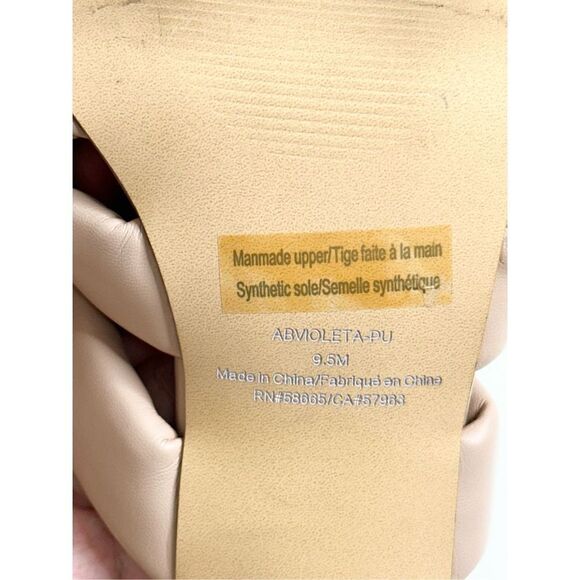 Manmade upper/Tige faite à la main
Synthetic sole/Semelle synthétique
ABVIOLETA-PU
9.5M
Made in China/Fabriqué en Chine
RN#58665/CA#57963